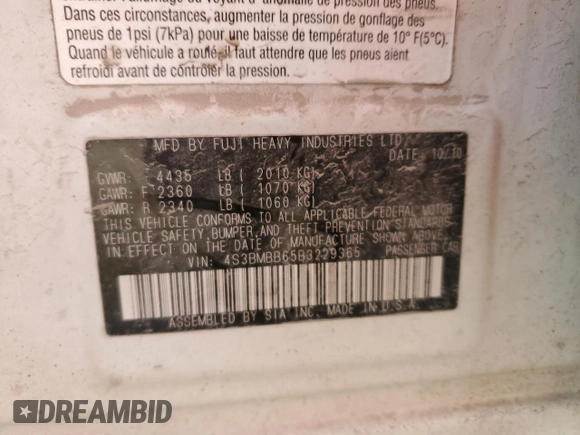 pression des pneus.
Dans ces circonstances, augmenter la pression de gonflage des
pneus de 1psi (7kPa) pour une baisse de température de 10° F(5°C).
Quand le véhicule a roulé, il faut attendre que les pneus aient
refroidi avant de contrôler la pression.
MFD. BY FUJI HEAVY INDUSTRIES LTD.
DATE: 10/10
GVWR: 4435 LB ( 2010 KG)
GAWR: F 2360 LB ( 1070 KG)
GAWR: R 2340 LB ( 1060 KG)
THIS VEHICLE CONFORMS TO ALL APPLICABLE FEDERAL MOTOR
VEHICLE SAFETY, BUMPER, AND THEFT PREVENTION STANDARDS
IN EFFECT ON THE DATE OF MANUFACTURE SHOWN ABOVE.
VIN: 4S3BMBB65B3229365 PASSENGER CAR
ASSEMBLED BY SIA INC. MADE IN U.S.A.
DREAMBID